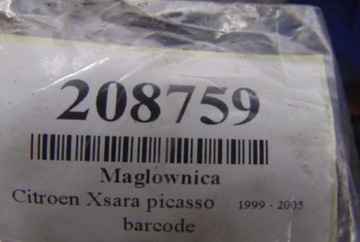 208759
Maglownica
Citroen Xsara picasso 1999 - 2005
barcode